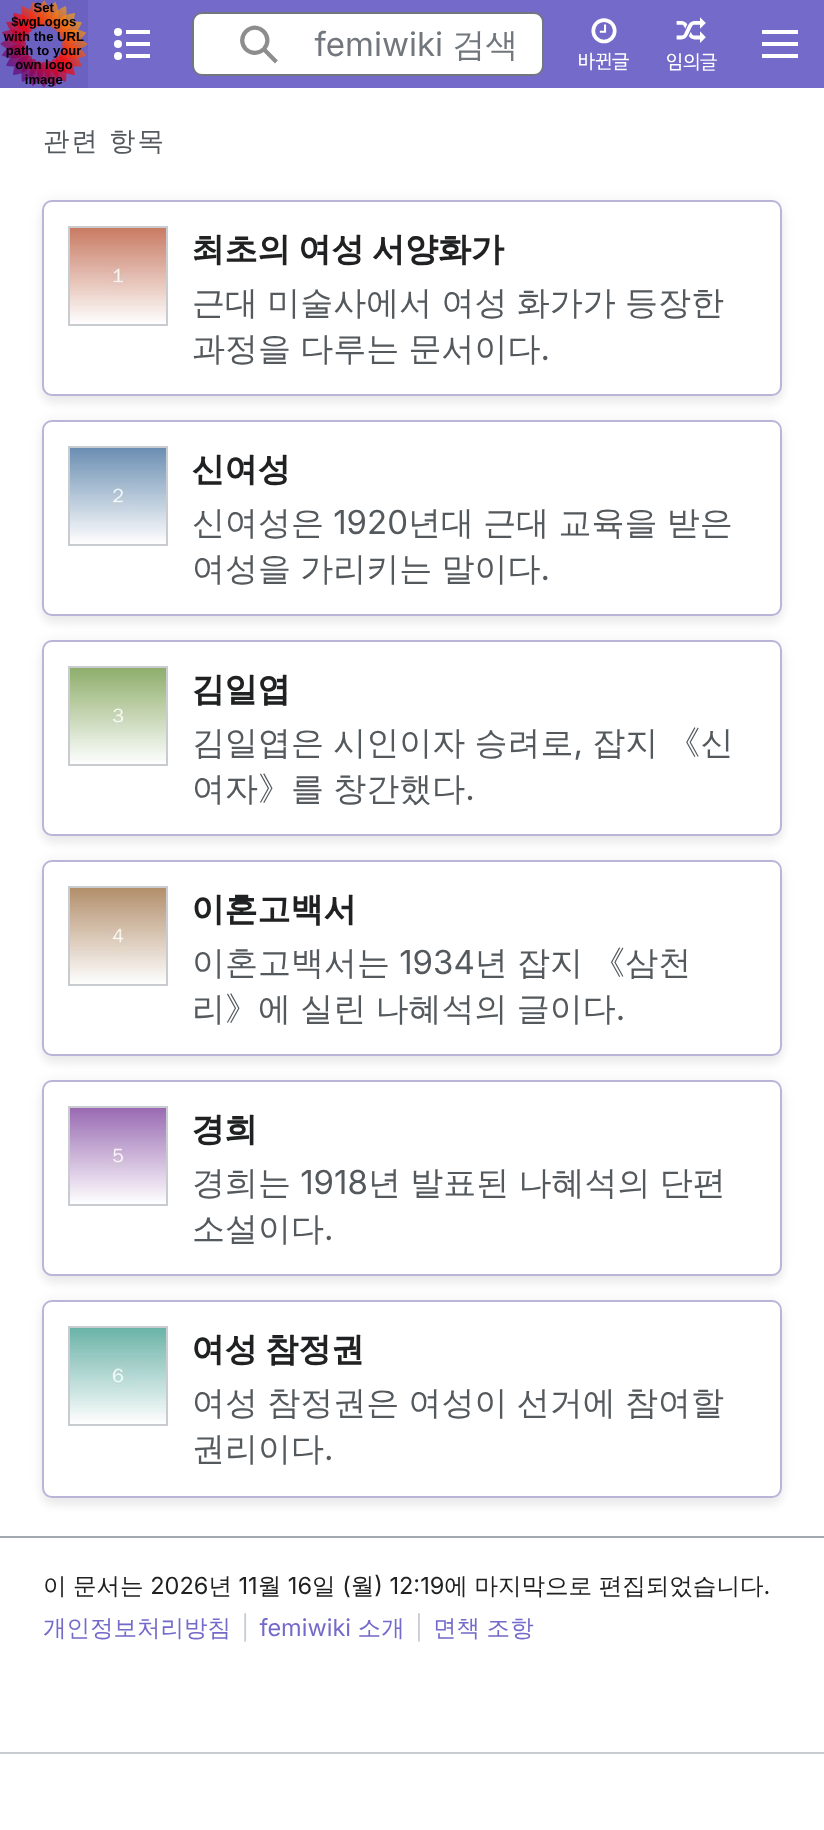 Set
$wgLogos
with the URL
path to your
own logo
image
femiwiki 검색
바뀐글
임의글
관련 항목
1
최초의 여성 서양화가
근대 미술사에서 여성 화가가 등장한
과정을 다루는 문서이다.
2
신여성
신여성은 1920년대 근대 교육을 받은
여성을 가리키는 말이다.
3
김일엽
김일엽은 시인이자 승려로, 잡지 《신
여자》를 창간했다.
4
이혼고백서
이혼고백서는 1934년 잡지 《삼천
리》에 실린 나혜석의 글이다.
5
경희
경희는 1918년 발표된 나혜석의 단편
소설이다.
6
여성 참정권
여성 참정권은 여성이 선거에 참여할
권리이다.
이 문서는 2026년 11월 16일 (월) 12:19에 마지막으로 편집되었습니다.
개인정보처리방침 | femiwiki 소개 | 면책 조항